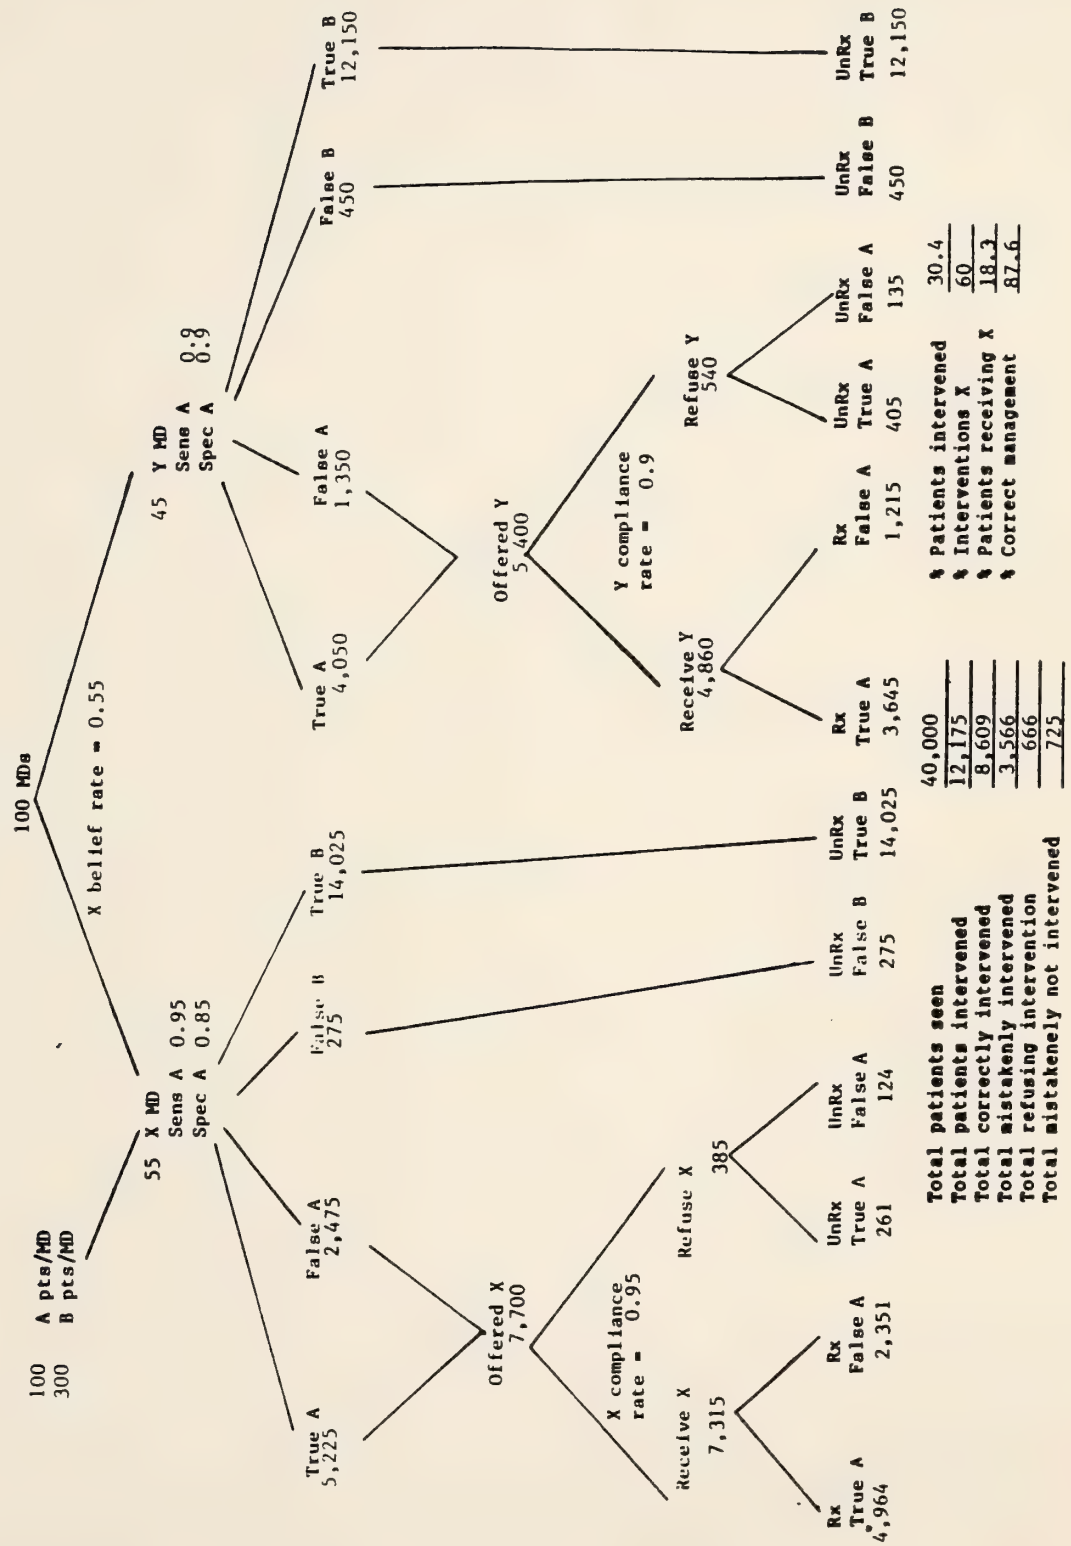 100 MDs
X belief rate = 0.55
100 A pts/MD
300 B pts/MD
55 X MD
Sens A 0.95
Spec A 0.85
45 Y MD
Sens A 0.9
Spec A 0.9
True A
5,225
False A
2,475
False B
275
True B
14,025
True A
4,050
False A
1,350
False B
450
True B
12,150
Offered X
7,700
Offered Y
5,400
X compliance
rate = 0.95
Y compliance
rate = 0.9
Receive X
7,315
Refuse X
385
Receive Y
4,860
Refuse Y
540
Rx
True A
4,964
Rx
False A
2,351
UnRx
True A
261
UnRx
False A
124
UnRx
False B
275
UnRx
True B
14,025
Rx
True A
3,645
Rx
False A
1,215
UnRx
True A
405
UnRx
False A
135
UnRx
False B
450
UnRx
True B
12,150
Total patients seen 40,000
Total patients intervened 12,175
Total correctly intervened 8,609
Total mistakenly intervened 3,566
Total refusing intervention 666
Total mistakenely not intervened 725
% Patients intervened 30.4
% Interventions X 60
% Patients receiving X 18.3
% Correct management 87.6